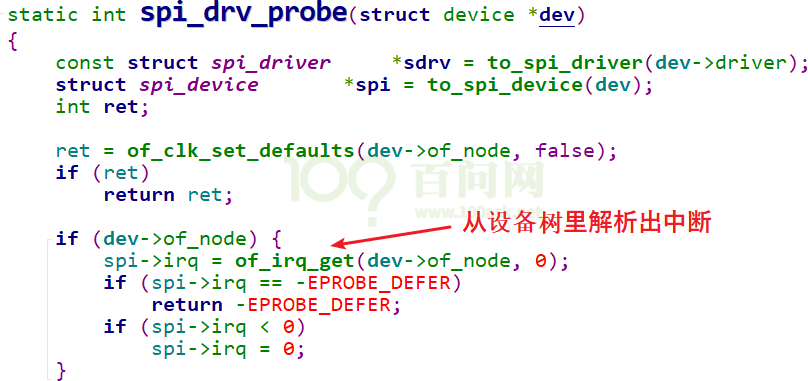 static int spi_drv_probe(struct device *dev)
{
    const struct spi_driver     *sdrv = to_spi_driver(dev->driver);
    struct spi_device       *spi = to_spi_device(dev);
    int ret;

    ret = of_clk_set_defaults(dev->of_node, false);
    if (ret)
        return ret;
百问网
www.100ask.net
从设备树里解析出中断
    if (dev->of_node) {
        spi->irq = of_irq_get(dev->of_node, 0);
        if (spi->irq == -EPROBE_DEFER)
            return -EPROBE_DEFER;
        if (spi->irq < 0)
            spi->irq = 0;
    }